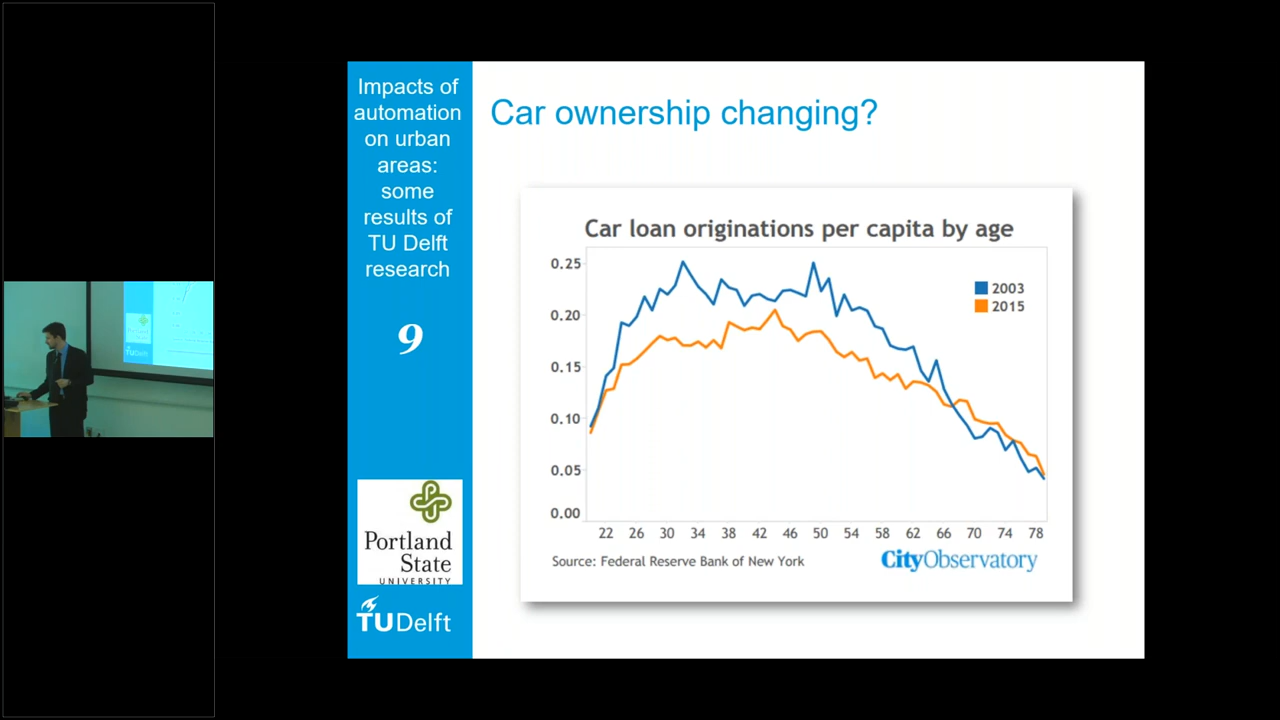 Impacts of
automation
on urban
areas:
some
results of
TU Delft
research
9
Portland
State
UNIVERSITY
TUDelft
Car ownership changing?
Car loan originations per capita by age
0.25
0.20
0.15
0.10
0.05
0.00
2003
2015
22 26 30 34 38 42 46 50 54 58 62 66 70 74 78
Source: Federal Reserve Bank of New York
CityObservatory